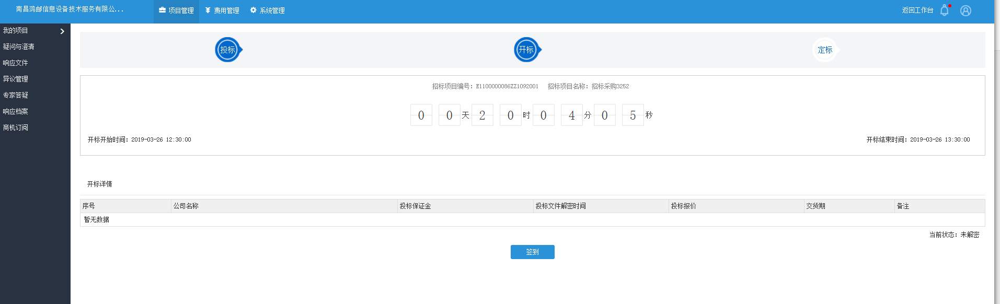 南昌鸿邮信息设备技术服务有限公... 项目管理 费用管理 系统管理 返回工作台
我的项目
疑问与澄清
响应文件
异议管理
专家答疑
响应档案
商机订阅
投标 开标 定标
招标项目编号：E1100000086ZZ1092001 招标项目名称：招标采购3252
0 0 天 2 0 时 0 4 分 0 5 秒
开标开始时间：2019-03-26 12:30:00 开标结束时间：2019-03-26 13:30:00
开标详情
序号 公司名称 投标保证金 投标文件解密时间 投标报价 交货期 备注
暂无数据
当前状态：未解密
签到